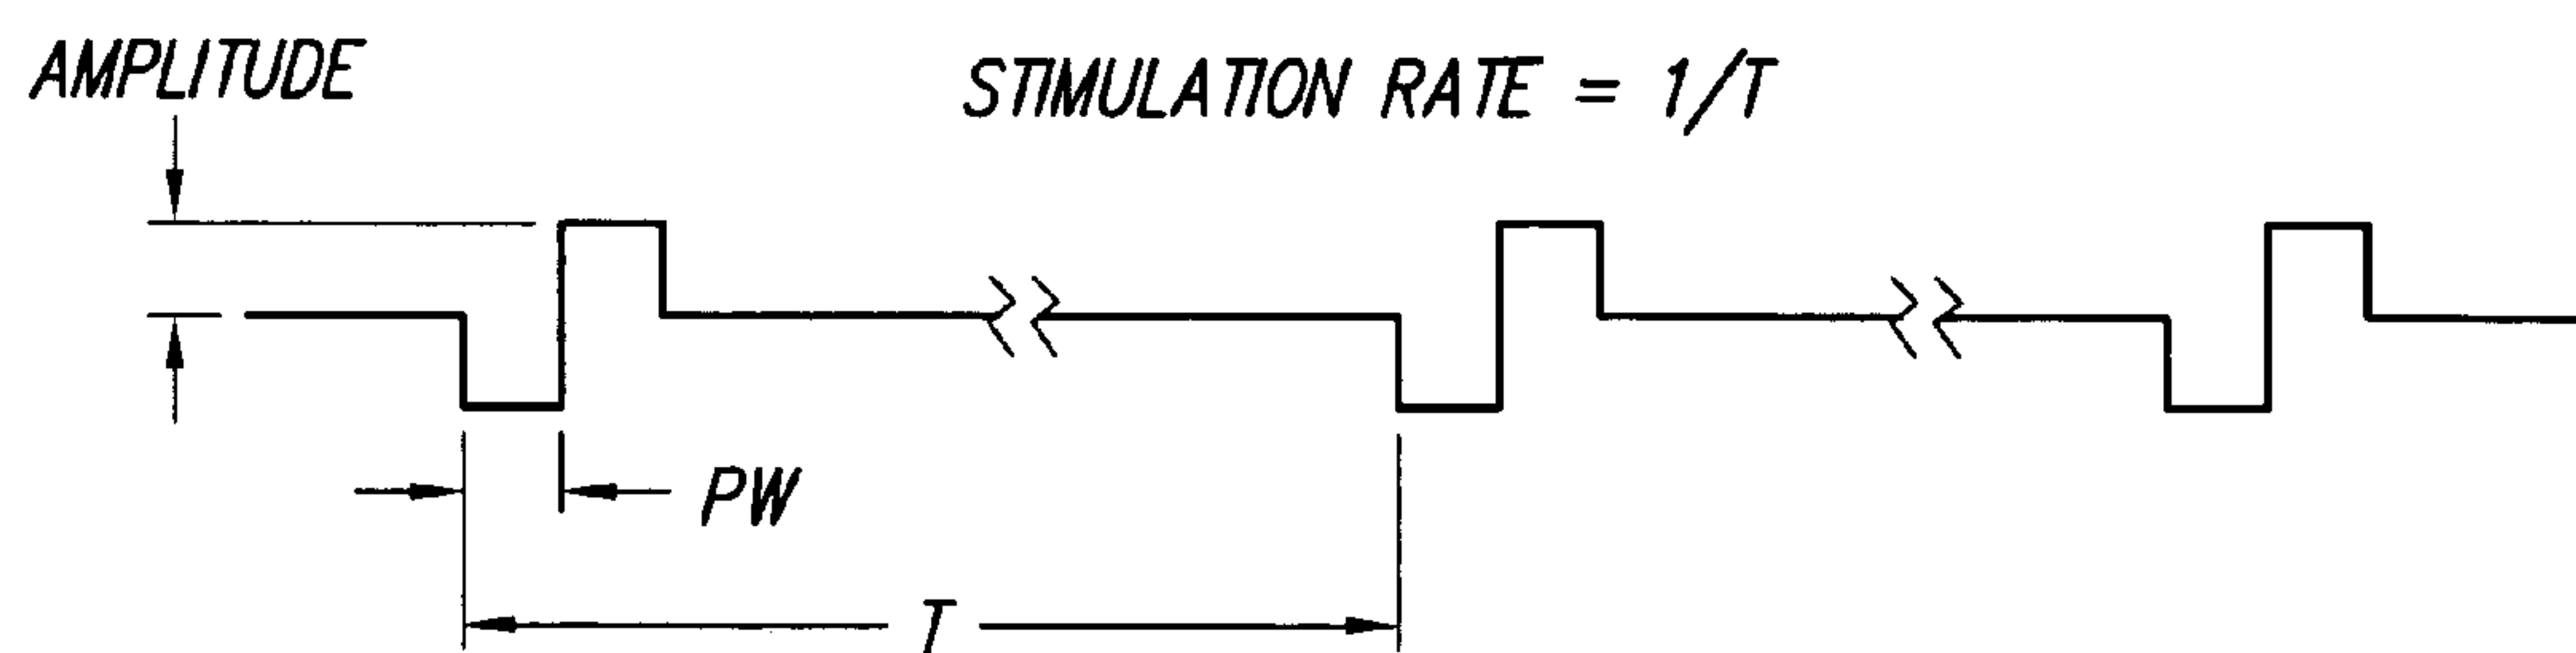 AMPLITUDE
STIMULATION RATE = 1/T
PW
T